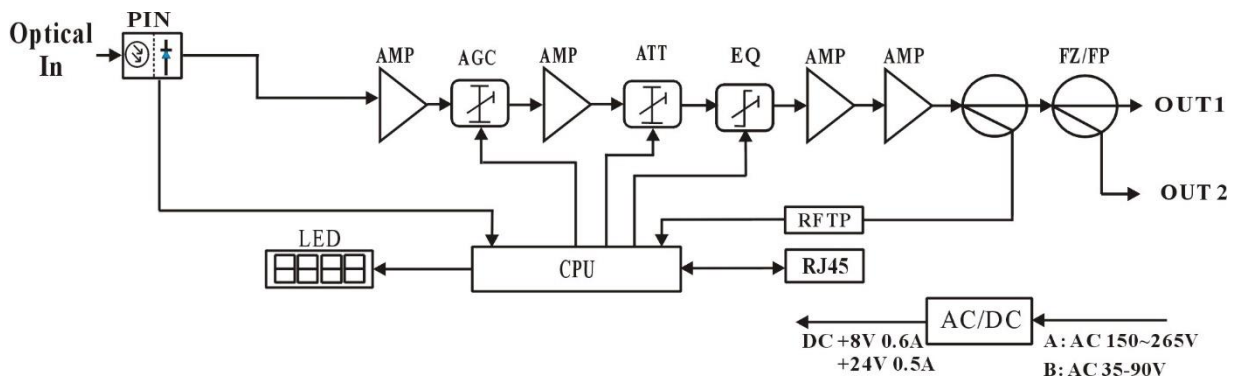 PIN
Optical
In
AMP
AGC
AMP
ATT
EQ
AMP
AMP
FZ/FP
OUT1
OUT 2
RFTP
LED
CPU
RJ45
AC/DC
DC +8V 0.6A
+24V 0.5A
A: AC 150~265V
B: AC 35-90V